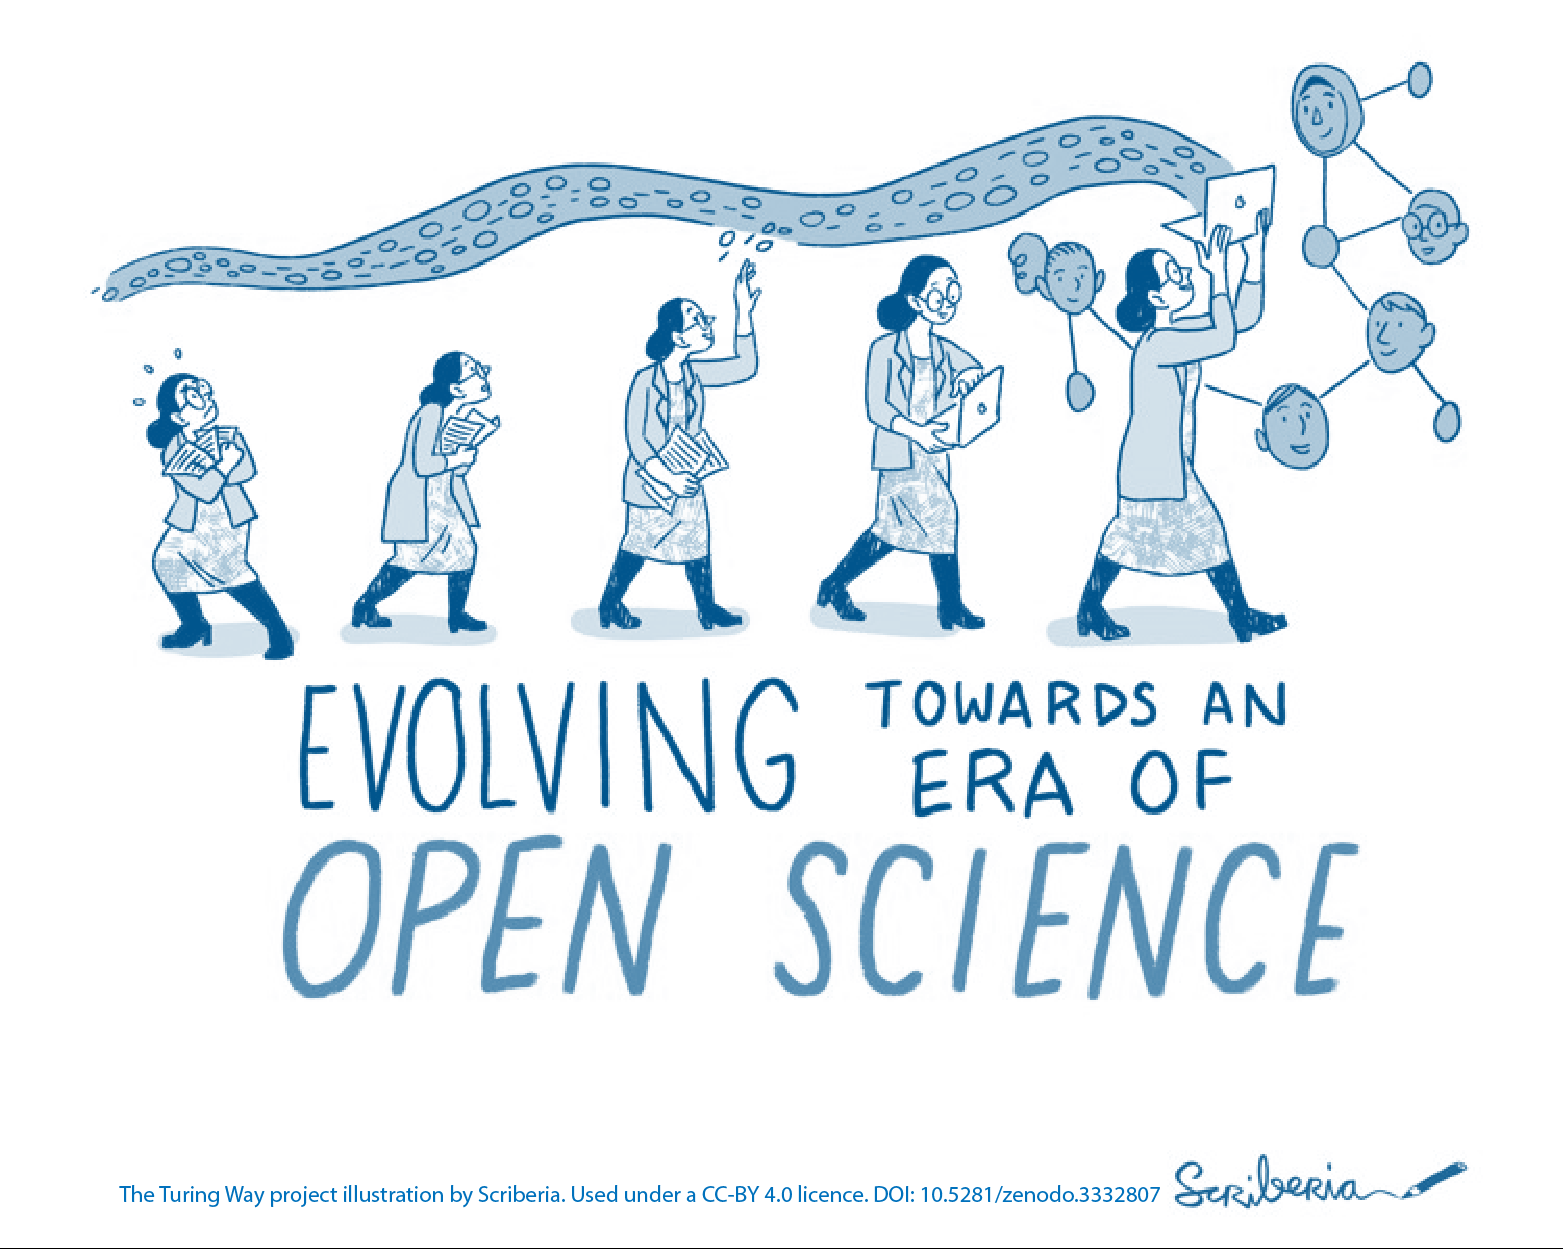 EVOLVING TOWARDS AN
ERA OF
OPEN SCIENCE
The Turing Way project illustration by Scriberia. Used under a CC-BY 4.0 licence. DOI: 10.5281/zenodo.3332807
Scriberia